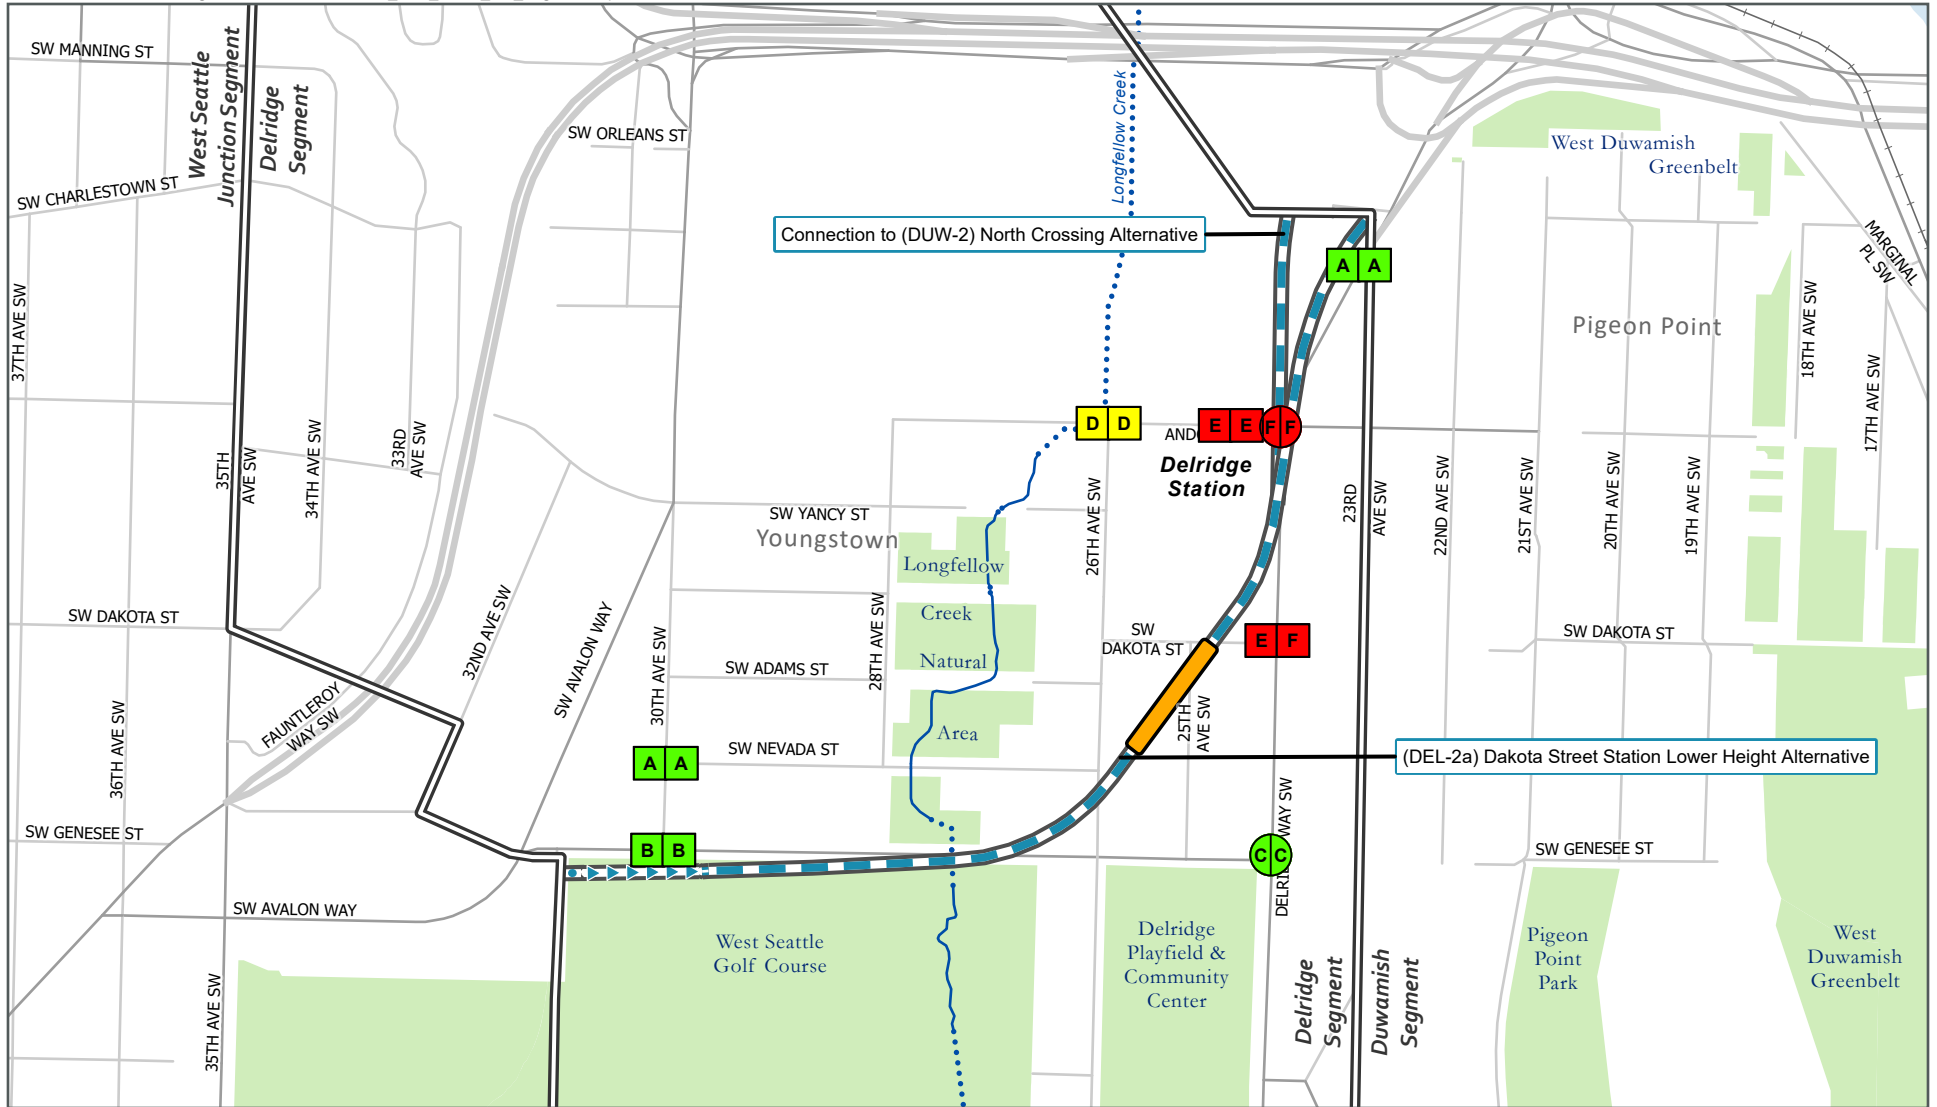 SW MANNING ST
West Seattle
Junction Segment
Delridge
Segment
SW ORLEANS ST
Longfellow Creek
West Duwamish
Greenbelt
SW CHARLESTOWN ST
MARGINAL
PL SW
Connection to (DUW-2) North Crossing Alternative
A A
37TH AVE SW
Pigeon Point
18TH AVE SW
17TH AVE SW
D D
E E
F F
Delridge
Station
35TH
AVE SW
34TH AVE SW
33RD
AVE SW
26TH AVE SW
23RD
AVE SW
22ND AVE SW
21ST AVE SW
20TH AVE SW
19TH AVE SW
SW YANCY ST
Youngstown
Longfellow
Creek
Natural
Area
SW DAKOTA ST
32ND AVE SW
SW AVALON WAY
30TH AVE SW
28TH AVE SW
SW
DAKOTA ST
E F
SW DAKOTA ST
SW ADAMS ST
36TH AVE SW
FAUNTLEROY
WAY SW
25TH
AVE SW
SW NEVADA ST
A A
(DEL-2a) Dakota Street Station Lower Height Alternative
SW GENESEE ST
B B
C C
DELRIDGE WAY SW
SW GENESEE ST
SW AVALON WAY
West Seattle
Golf Course
Delridge
Playfield &
Community
Center
Pigeon
Point
Park
West
Duwamish
Greenbelt
35TH AVE SW
Delridge
Segment
Duwamish
Segment